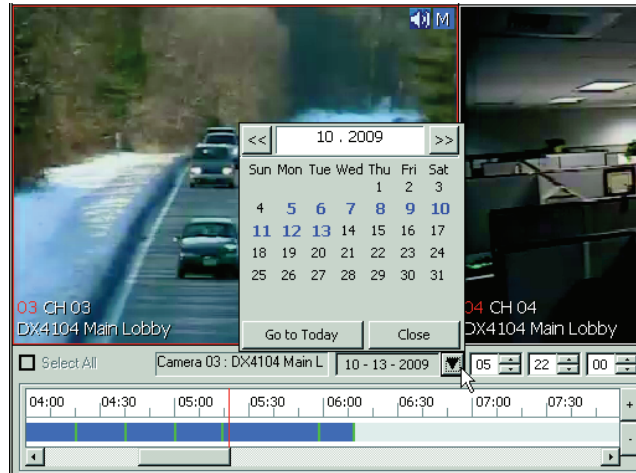 M
<< 10 . 2009 >>
Sun Mon Tue Wed Thu Fri Sat
1 2 3
4 5 6 7 8 9 10
11 12 13 14 15 16 17
18 19 20 21 22 23 24
25 26 27 28 29 30 31
Go to Today Close
03 CH 03
DX4104 Main Lobby
04 CH 04
DX4104 Main Lobby
Select All Camera 03 : DX4104 Main L 10 - 13 - 2009 05 22 00
04:00 04:30 05:00 05:30 06:00 06:30 07:00 07:30
+
-